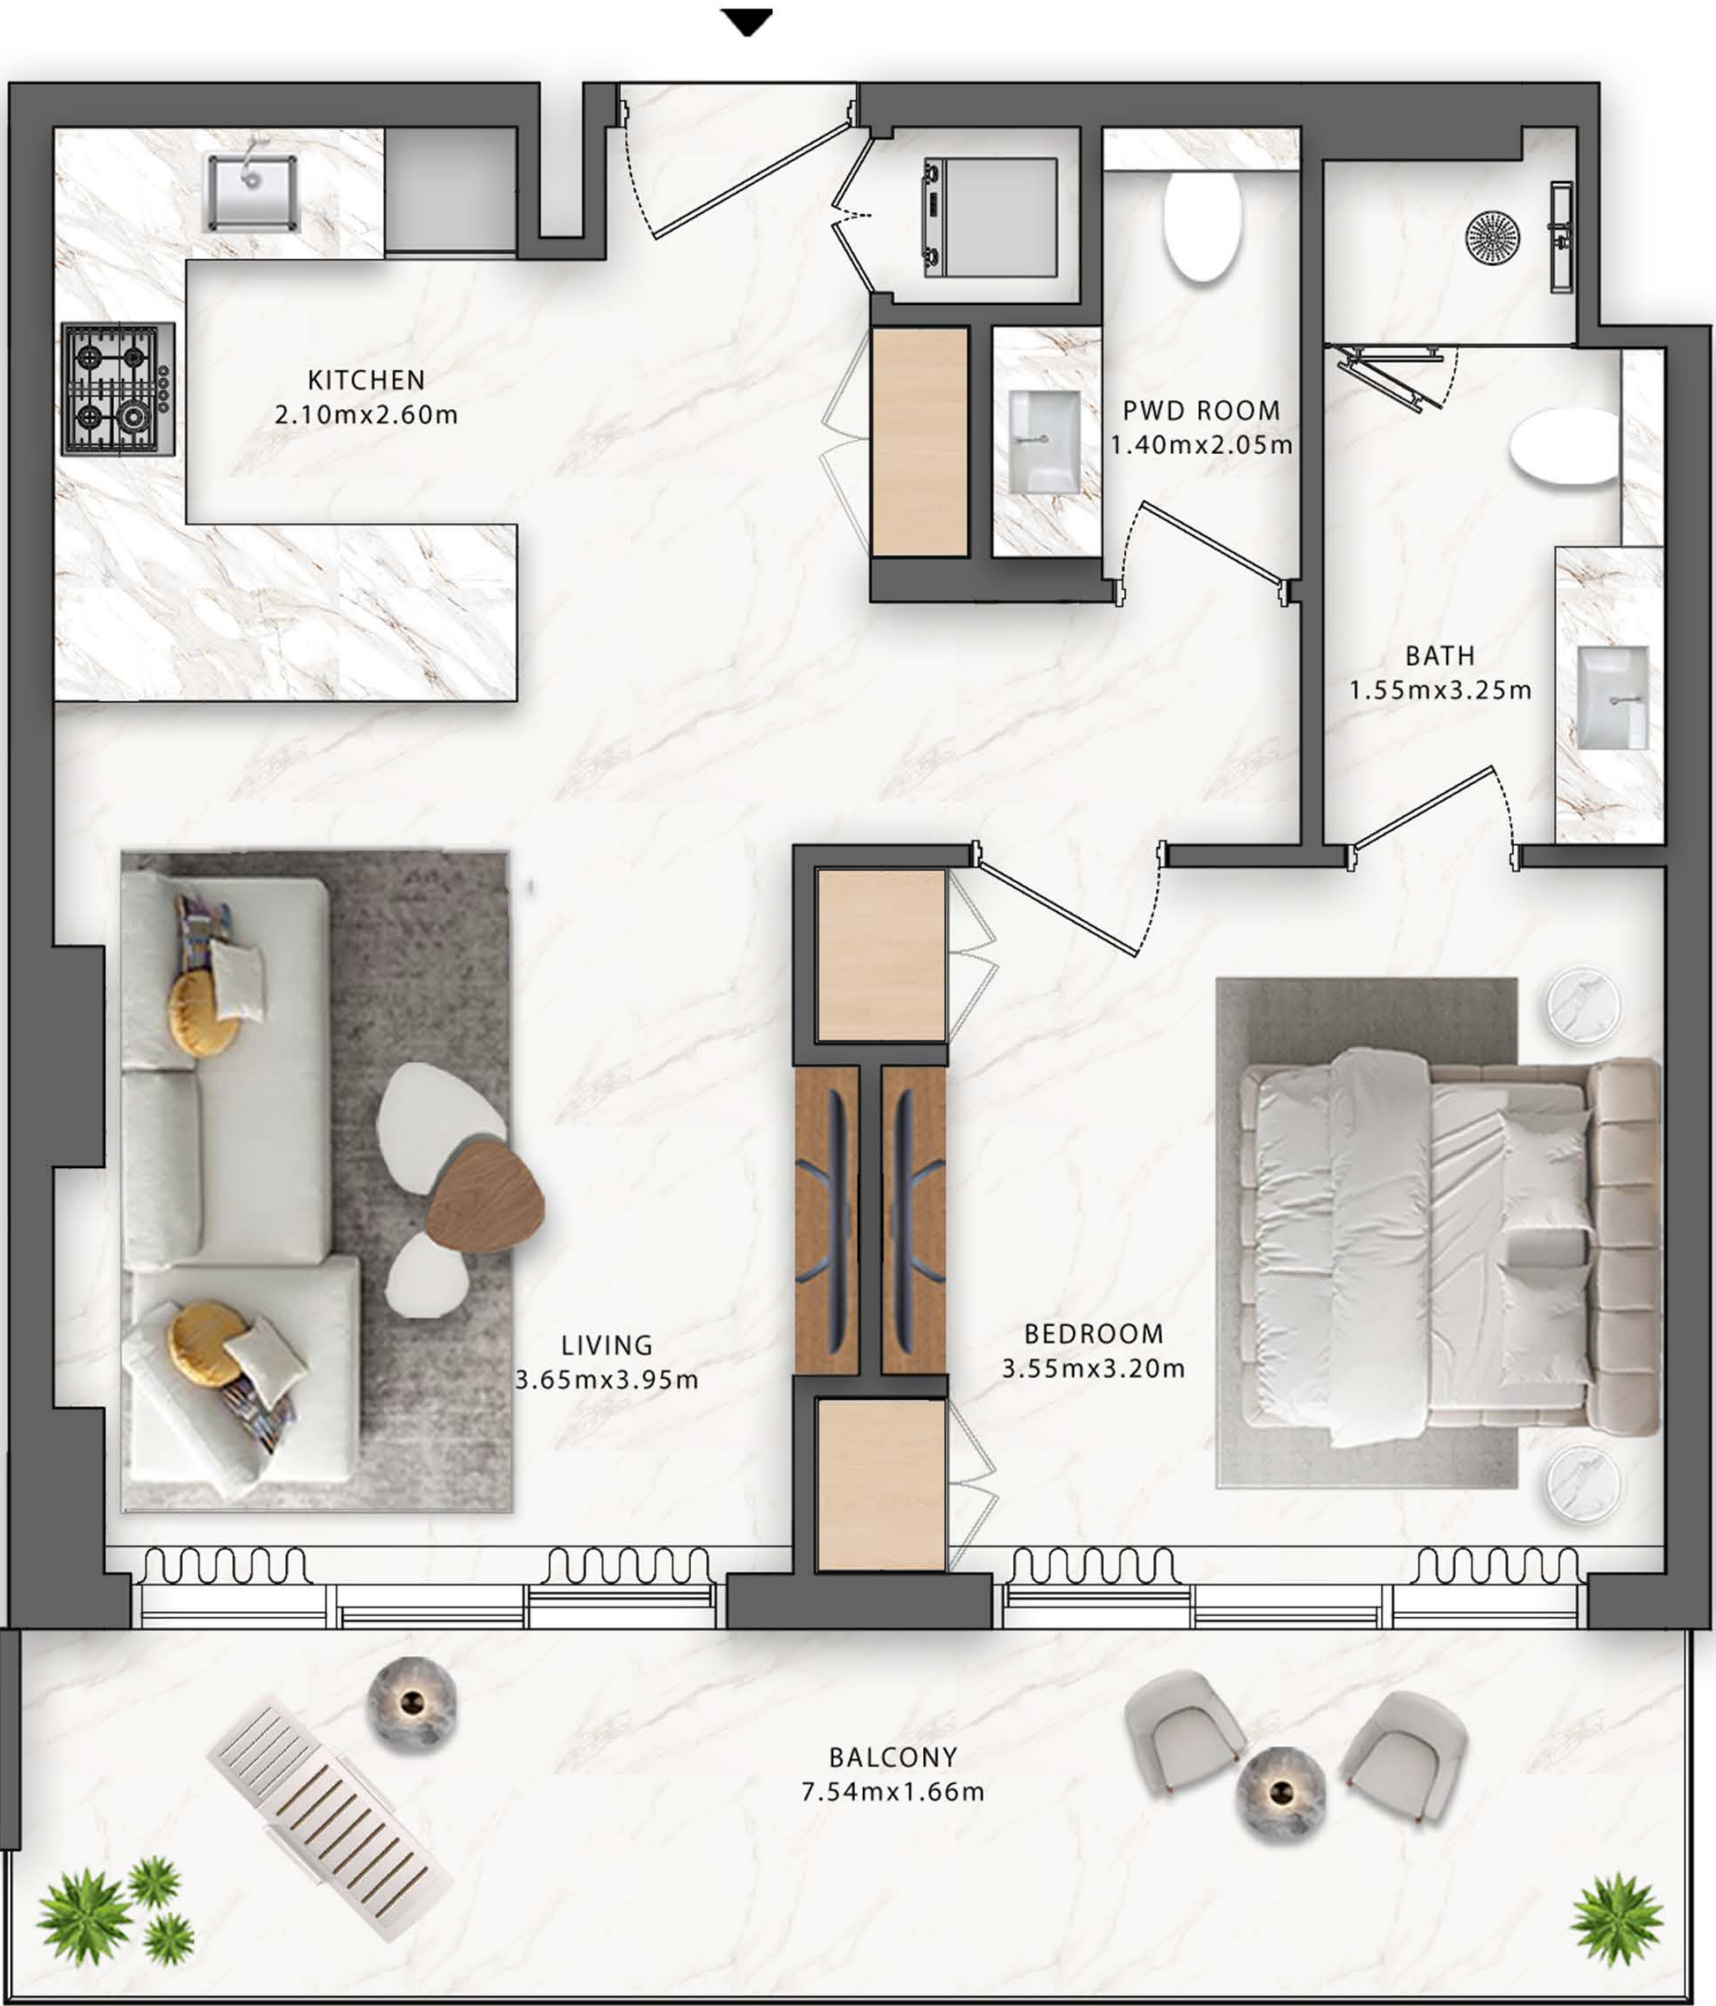 KITCHEN
2.10mx2.60m
PWD ROOM
1.40mx2.05m
BATH
1.55mx3.25m
LIVING
3.65mx3.95m
BEDROOM
3.55mx3.20m
BALCONY
7.54mx1.66m